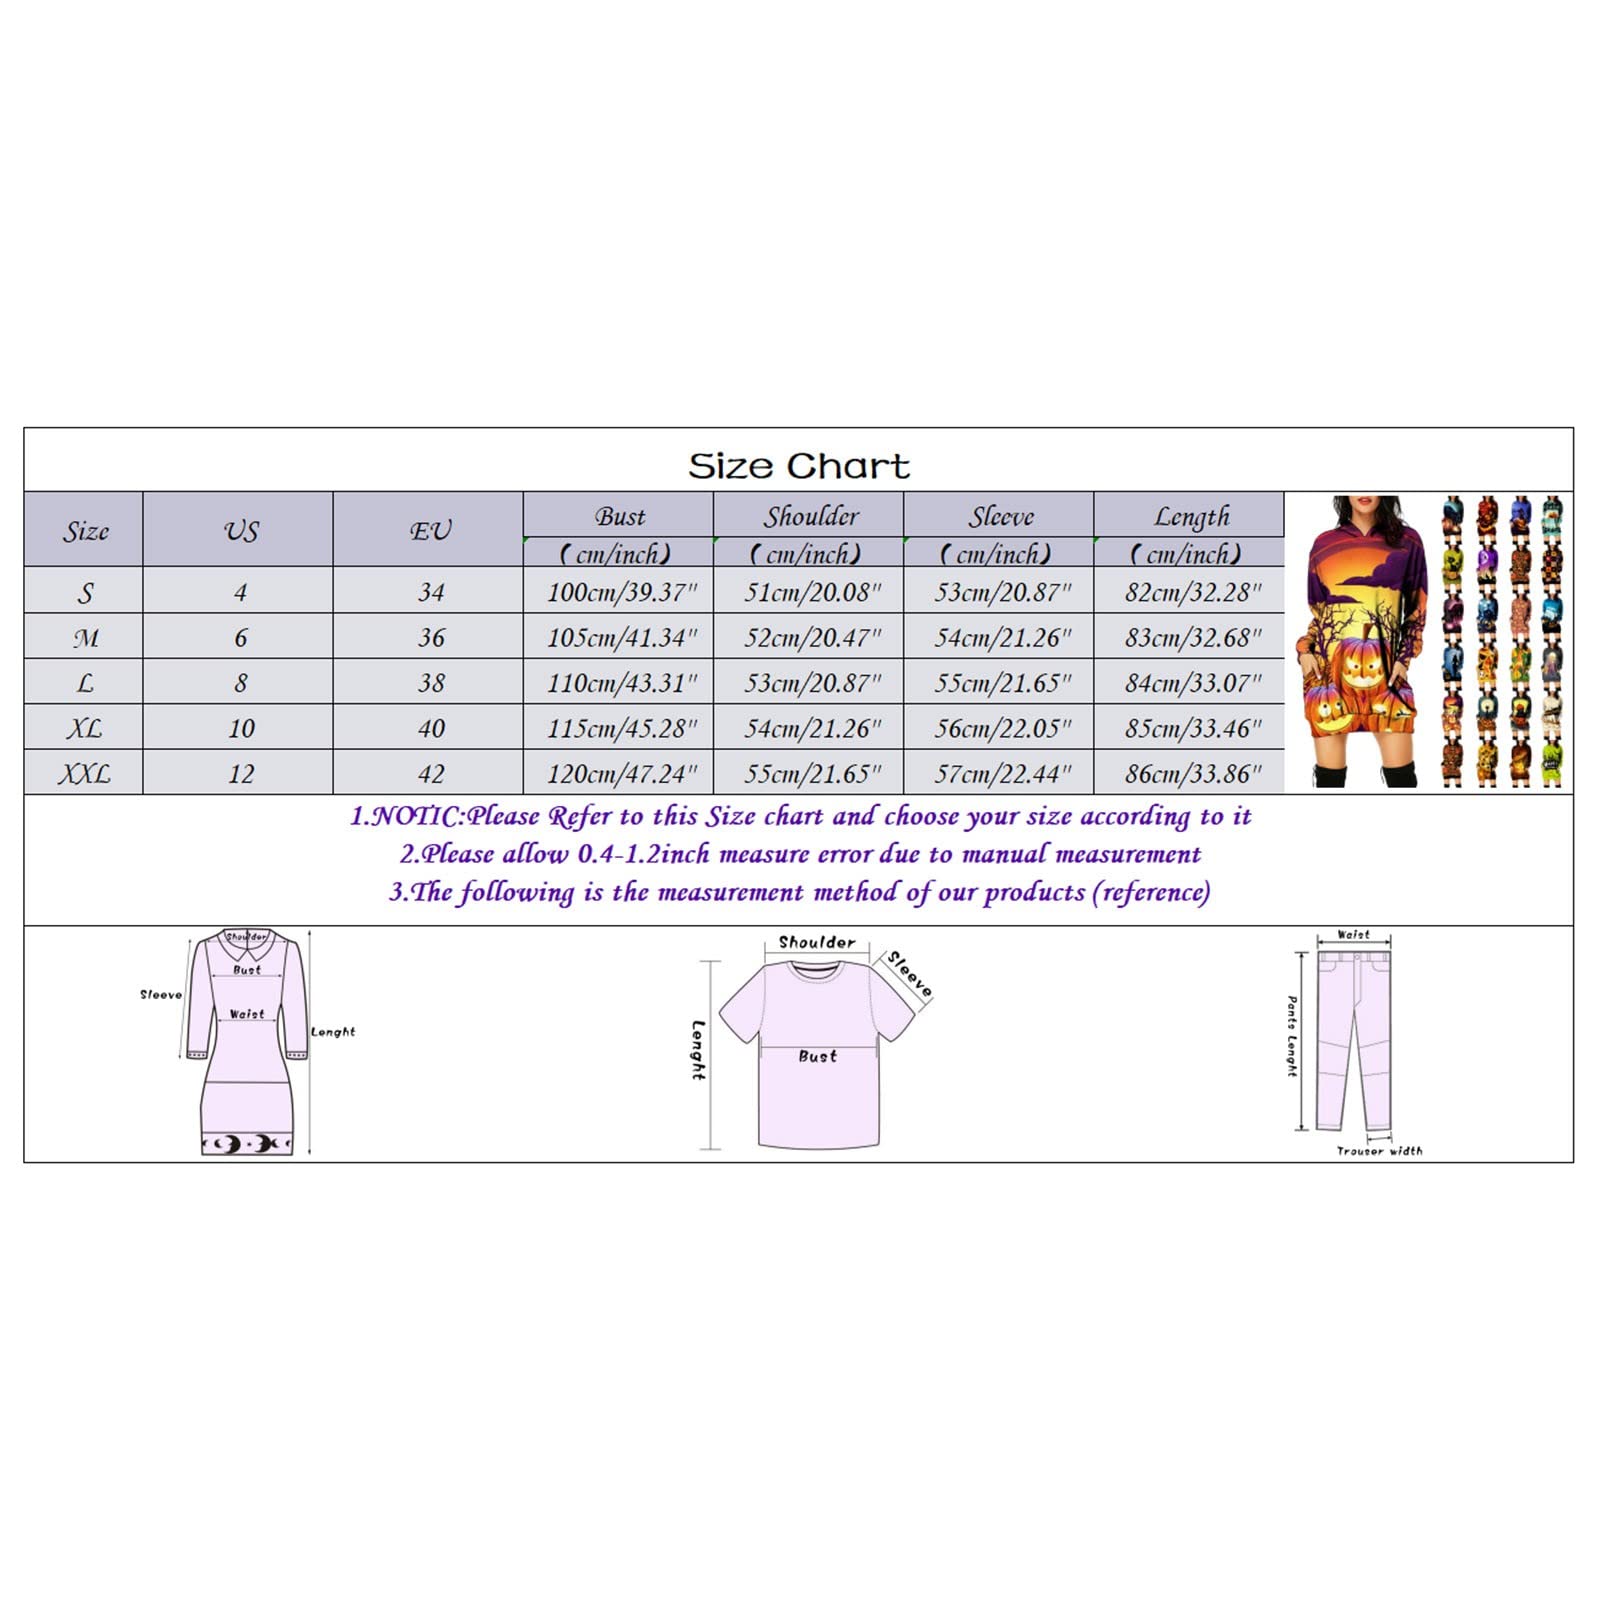 Size Chart
Size US EU Bust Shoulder Sleeve Length
( cm/inch) ( cm/inch) ( cm/inch) ( cm/inch)
S 4 34 100cm/39.37" 51cm/20.08" 53cm/20.87" 82cm/32.28"
M 6 36 105cm/41.34" 52cm/20.47" 54cm/21.26" 83cm/32.68"
L 8 38 110cm/43.31" 53cm/20.87" 55cm/21.65" 84cm/33.07"
XL 10 40 115cm/45.28" 54cm/21.26" 56cm/22.05" 85cm/33.46"
XXL 12 42 120cm/47.24" 55cm/21.65" 57cm/22.44" 86cm/33.86"
1.NOTIC:Please Refer to this Size chart and choose your size according to it
2.Please allow 0.4-1.2inch measure error due to manual measurement
3.The following is the measurement method of our products (reference)
Shoulder
Bust
Sleeve
Waist
Lenght
Shoulder
Sleeve
Lenght
Bust
Waist
Pants Lenght
Trouser width